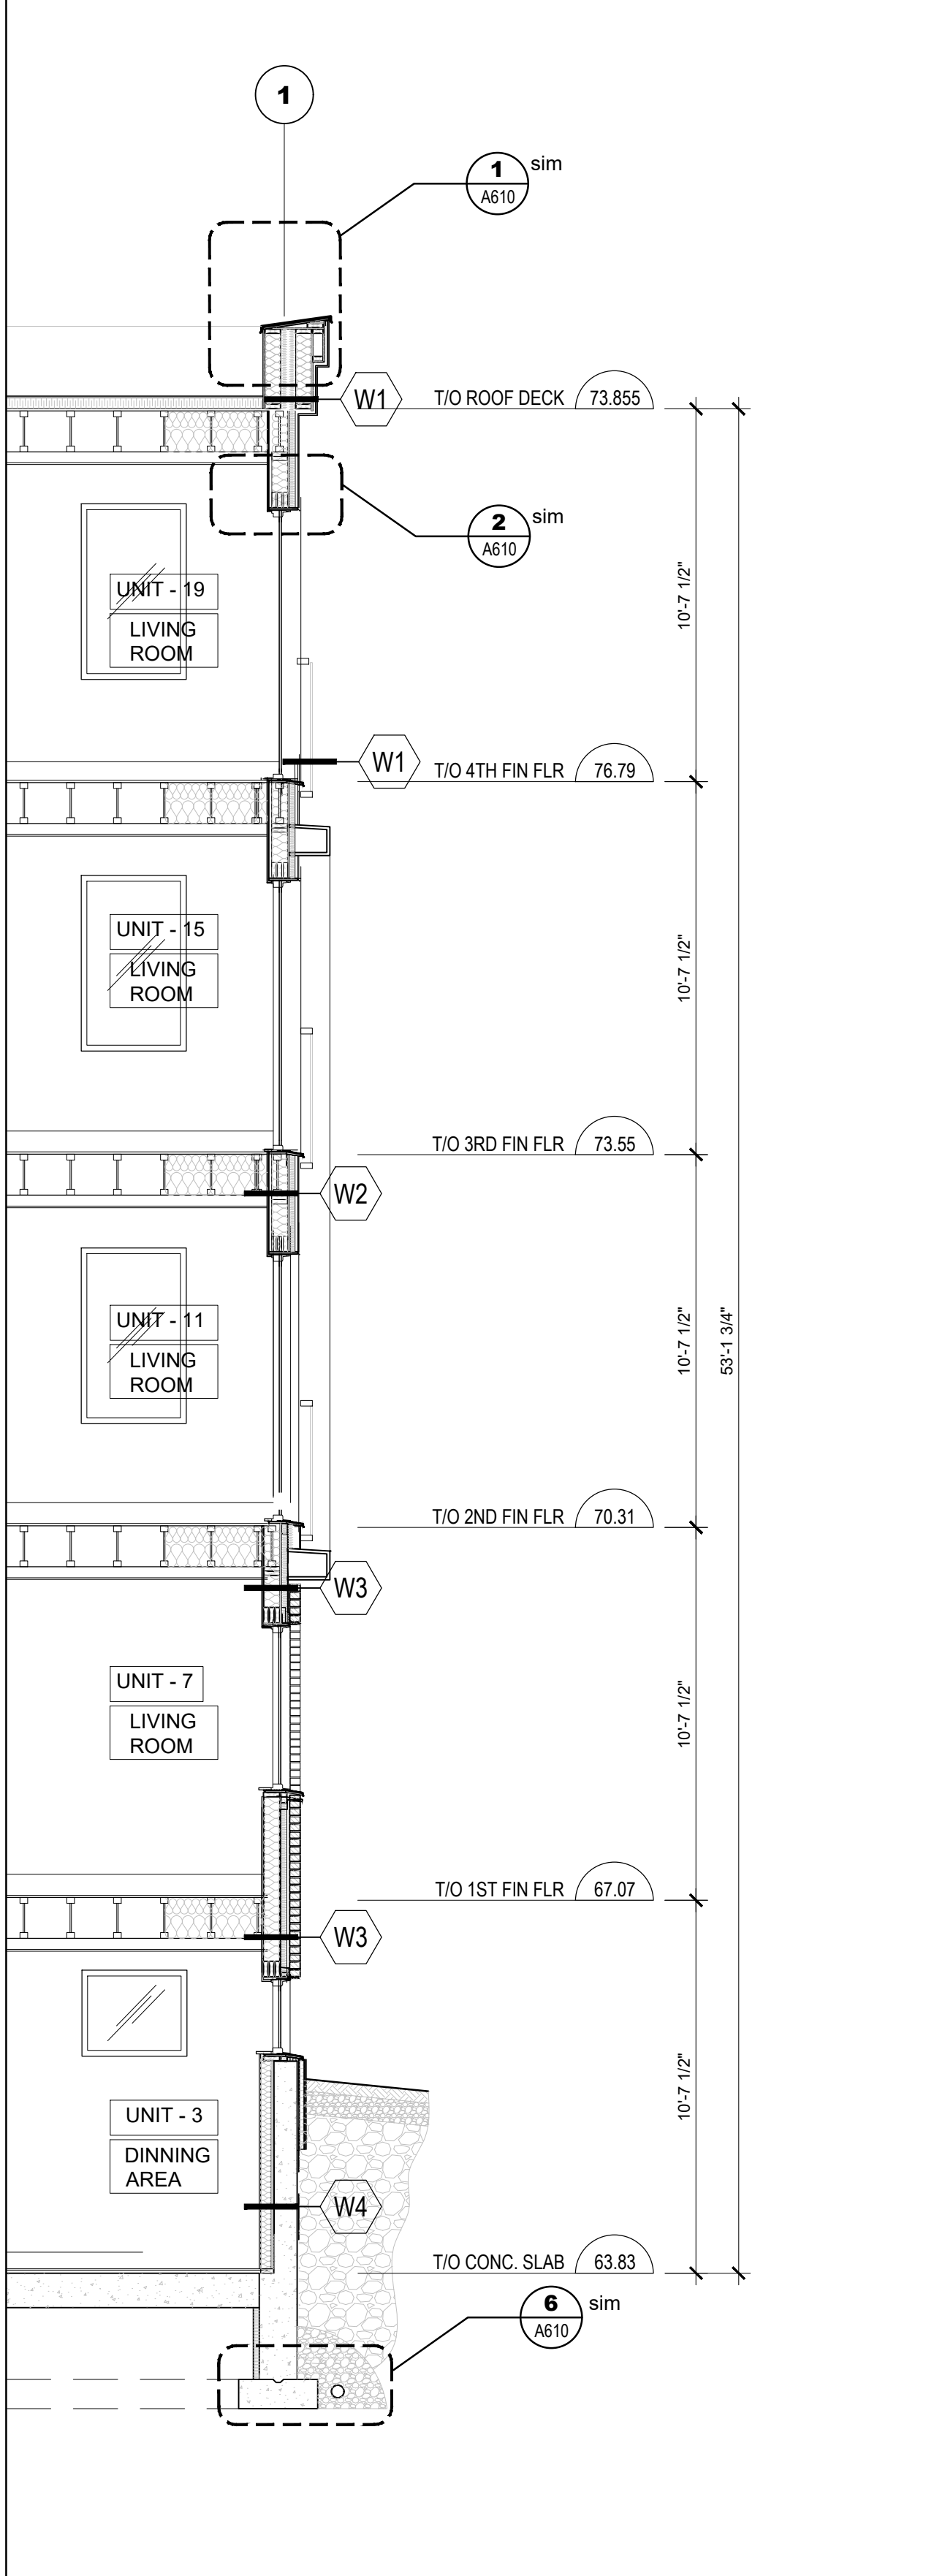 1
1
A610
sim
W1
T/O ROOF DECK
73.855
2
A610
sim
10'-7 1/2"
UNIT - 19
LIVING
ROOM
W1
T/O 4TH FIN FLR
76.79
UNIT - 15
LIVING
ROOM
10'-7 1/2"
T/O 3RD FIN FLR
73.55
W2
UNIT - 11
LIVING
ROOM
10'-7 1/2"
53'-1 3/4"
T/O 2ND FIN FLR
70.31
W3
UNIT - 7
LIVING
ROOM
10'-7 1/2"
T/O 1ST FIN FLR
67.07
W3
10'-7 1/2"
UNIT - 3
DINNING
AREA
W4
T/O CONC. SLAB
63.83
6
A610
sim